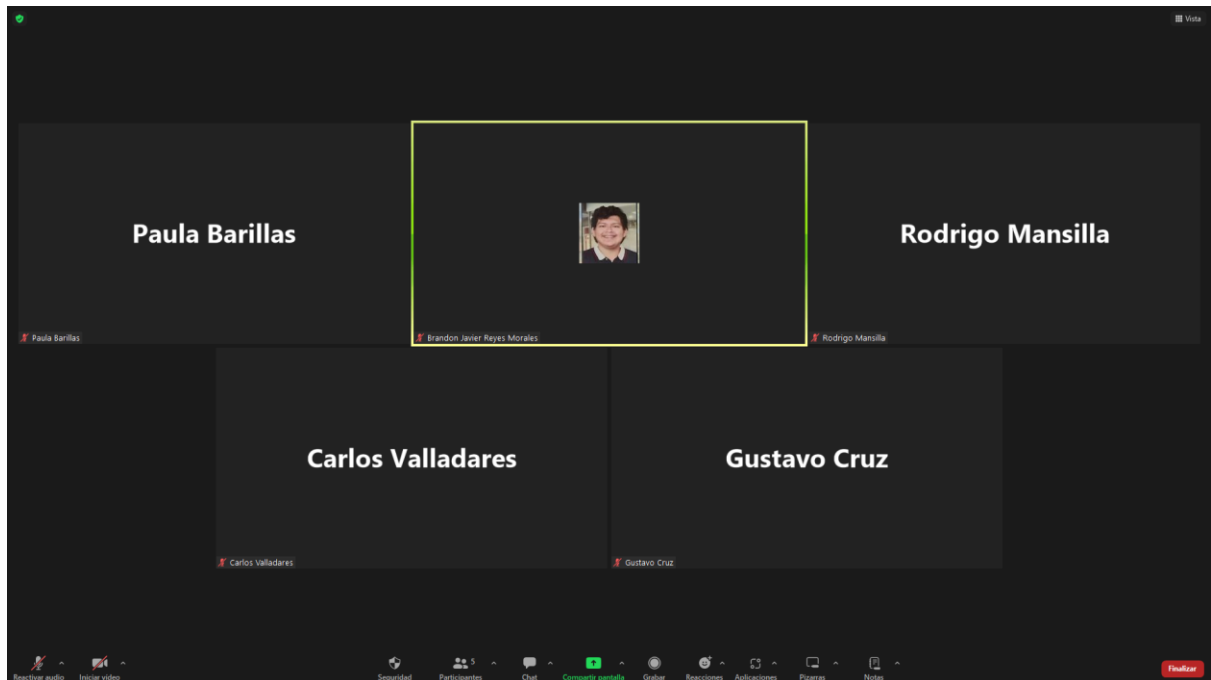 Vista
Paula Barillas
Rodrigo Mansilla
Paula Barillas
Brandon Javier Reyes Morales
Rodrigo Mansilla
Carlos Valladares
Gustavo Cruz
Carlos Valladares
Gustavo Cruz
5
Finalizar
Reactivar audio
Iniciar video
Seguridad
Participantes
Chat
Compartir pantalla
Grabar
Reacciones
Aplicaciones
Pizarras
Notas